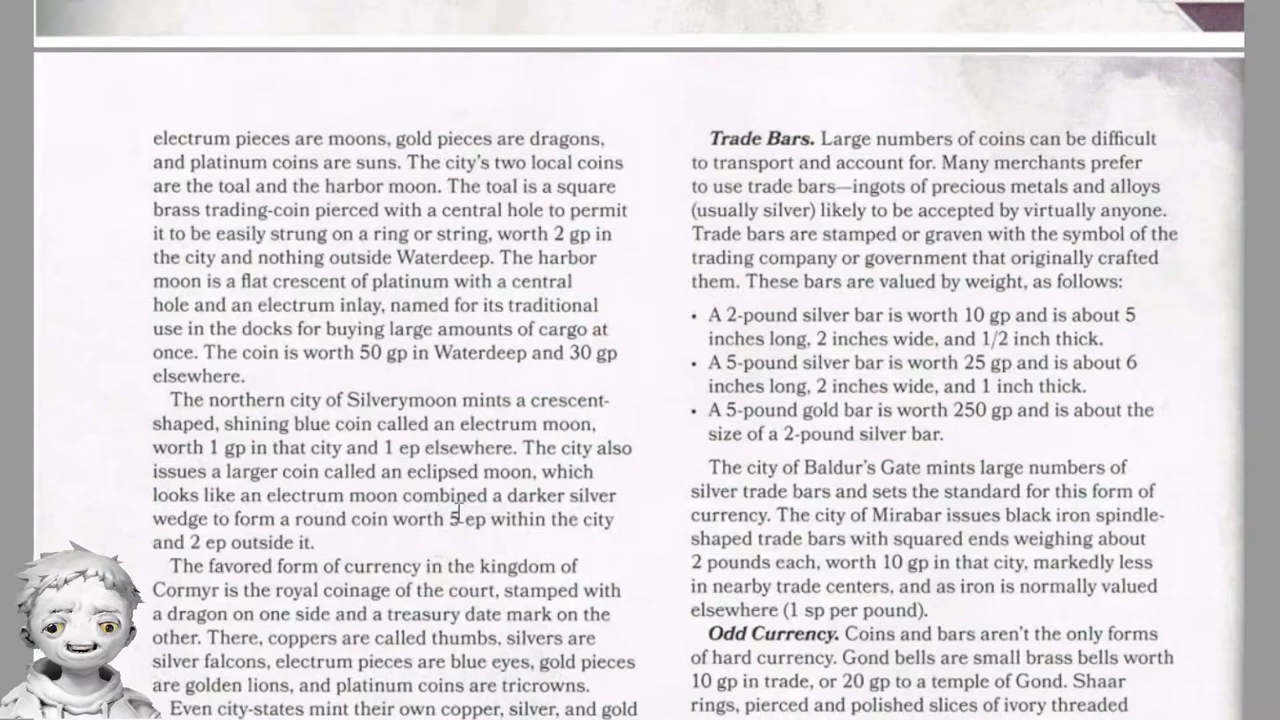 electrum pieces are moons, gold pieces are dragons,
and platinum coins are suns. The city's two local coins
are the toal and the harbor moon. The toal is a square
brass trading-coin pierced with a central hole to permit
it to be easily strung on a ring or string, worth 2 gp in
the city and nothing outside Waterdeep. The harbor
moon is a flat crescent of platinum with a central
hole and an electrum inlay, named for its traditional
use in the docks for buying large amounts of cargo at
once. The coin is worth 50 gp in Waterdeep and 30 gp
elsewhere.
The northern city of Silverymoon mints a crescent-
shaped, shining blue coin called an electrum moon,
worth 1 gp in that city and 1 ep elsewhere. The city also
issues a larger coin called an eclipsed moon, which
looks like an electrum moon combined a darker silver
wedge to form a round coin worth 5 ep within the city
and 2 ep outside it.
The favored form of currency in the kingdom of
Cormyr is the royal coinage of the court, stamped with
a dragon on one side and a treasury date mark on the
other. There, coppers are called thumbs, silvers are
silver falcons, electrum pieces are blue eyes, gold pieces
are golden lions, and platinum coins are tricrowns.
Even city-states mint their own copper, silver, and gold
Trade Bars. Large numbers of coins can be difficult
to transport and account for. Many merchants prefer
to use trade bars—ingots of precious metals and alloys
(usually silver) likely to be accepted by virtually anyone.
Trade bars are stamped or graven with the symbol of the
trading company or government that originally crafted
them. These bars are valued by weight, as follows:
• A 2-pound silver bar is worth 10 gp and is about 5
inches long, 2 inches wide, and 1/2 inch thick.
• A 5-pound silver bar is worth 25 gp and is about 6
inches long, 2 inches wide, and 1 inch thick.
• A 5-pound gold bar is worth 250 gp and is about the
size of a 2-pound silver bar.
The city of Baldur's Gate mints large numbers of
silver trade bars and sets the standard for this form of
currency. The city of Mirabar issues black iron spindle-
shaped trade bars with squared ends weighing about
2 pounds each, worth 10 gp in that city, markedly less
in nearby trade centers, and as iron is normally valued
elsewhere (1 sp per pound).
Odd Currency. Coins and bars aren't the only forms
of hard currency. Gond bells are small brass bells worth
10 gp in trade, or 20 gp to a temple of Gond. Shaar
rings, pierced and polished slices of ivory threaded